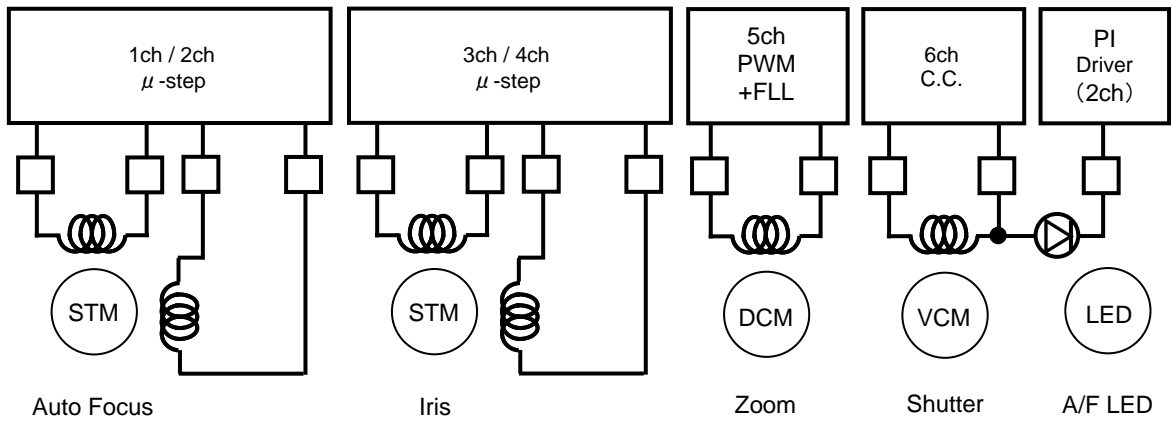 1ch / 2ch
μ-step
3ch / 4ch
μ-step
5ch
PWM
+FLL
6ch
C.C.
PI
Driver
（2ch）
STM
STM
DCM
VCM
LED
Auto Focus
Iris
Zoom
Shutter
A/F LED